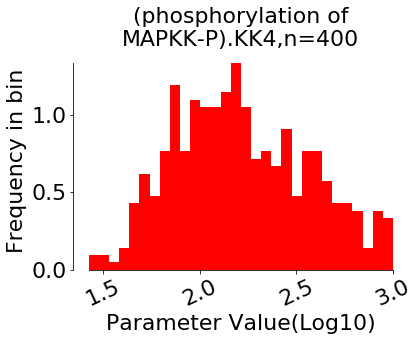 (phosphorylation of
MAPKK-P).KK4,n=400
Frequency in bin
1.0
0.5
0.0
1.5 2.0 2.5 3.0
Parameter Value(Log10)